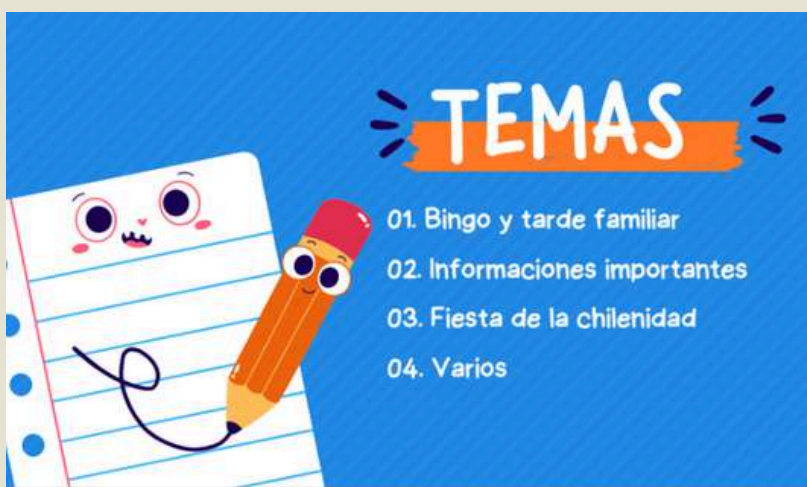 TEMAS
01. Bingo y tarde familiar
02. Informaciones importantes
03. Fiesta de la chilenidad
04. Varios